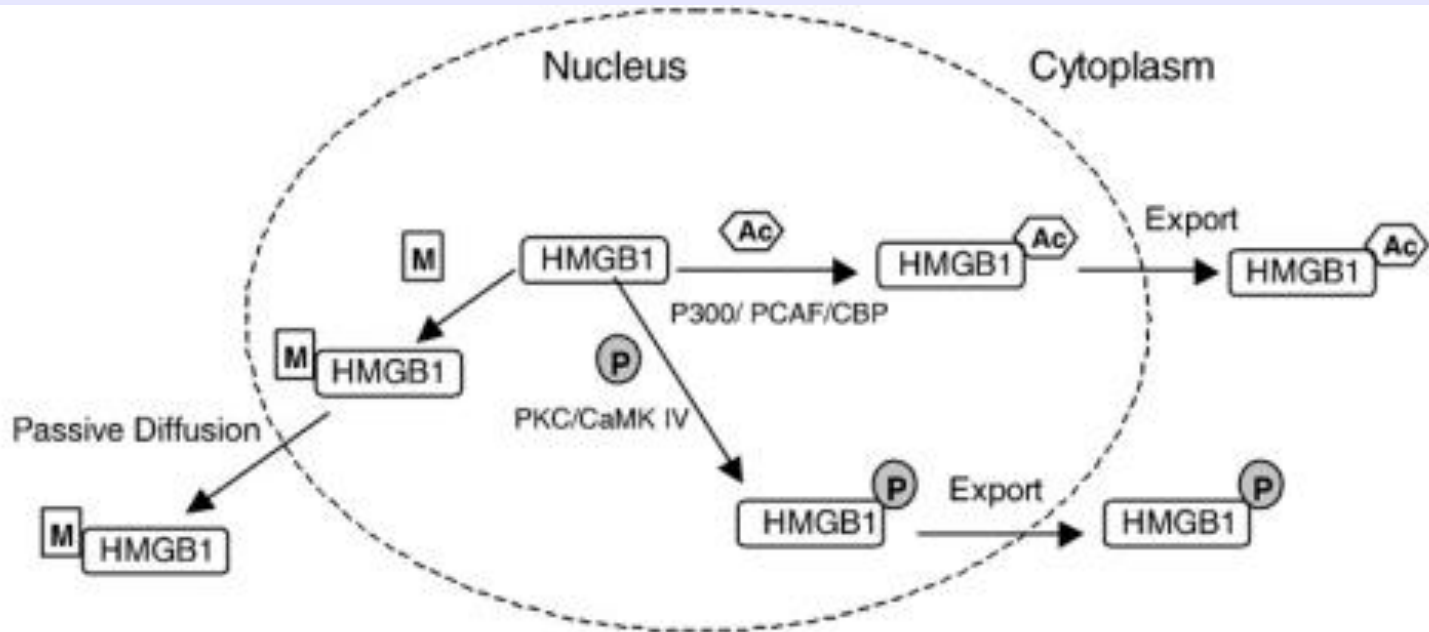 Nucleus
Cytoplasm
M
HMGB1
Ac
P300/ PCAF/CBP
HMGB1
Ac
Export
HMGB1
Ac
M
HMGB1
P
PKC/CaMK IV
Passive Diffusion
M
HMGB1
HMGB1
P
Export
HMGB1
P